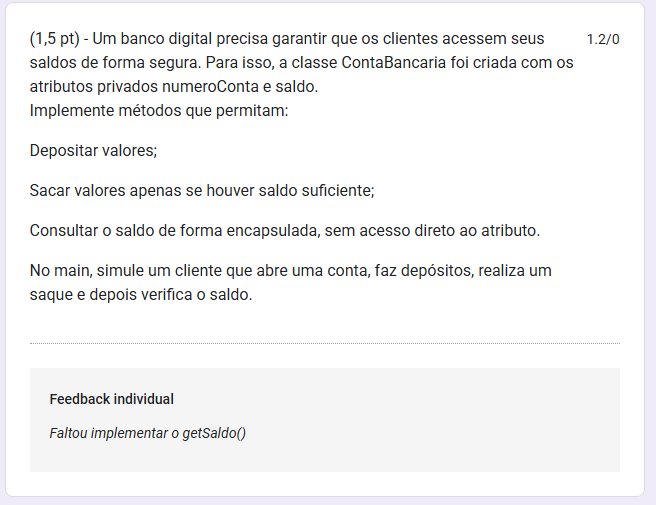 (1,5 pt) - Um banco digital precisa garantir que os clientes acessem seus
1.2/0
saldos de forma segura. Para isso, a classe ContaBancaria foi criada com os
atributos privados numeroConta e saldo.
Implemente métodos que permitam:
Depositar valores;
Sacar valores apenas se houver saldo suficiente;
Consultar o saldo de forma encapsulada, sem acesso direto ao atributo.
No main, simule um cliente que abre uma conta, faz depósitos, realiza um
saque e depois verifica o saldo.
Feedback individual
Faltou implementar o getSaldo()